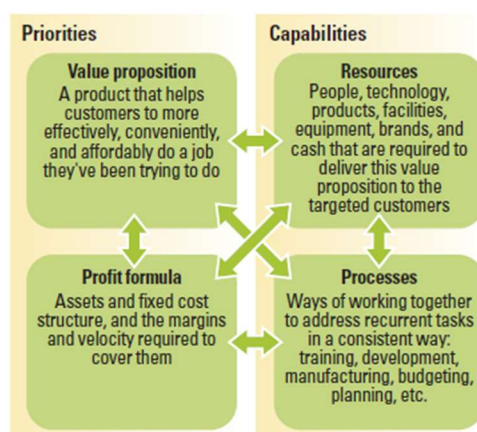 Priorities
Value proposition
A product that helps
customers to more
effectively, conveniently,
and affordably do a job
they've been trying to do
Profit formula
Assets and fixed cost
structure, and the margins
and velocity required to
cover them
Capabilities
Resources
People, technology,
products, facilities,
equipment, brands, and
cash that are required to
deliver this value
proposition to the
targeted customers
Processes
Ways of working together
to address recurrent tasks
in a consistent way:
training, development,
manufacturing, budgeting,
planning, etc.